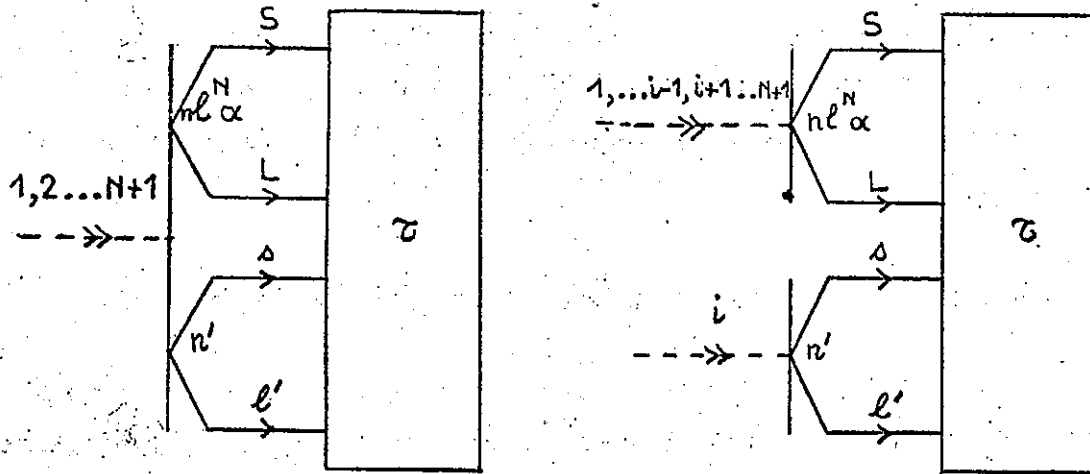 S
nl^N α
1,2...N+1
L
τ
s
n'
l'
S
1,...i-1,i+1...N+1
nl^N α
L
τ
s
i
n'
l'